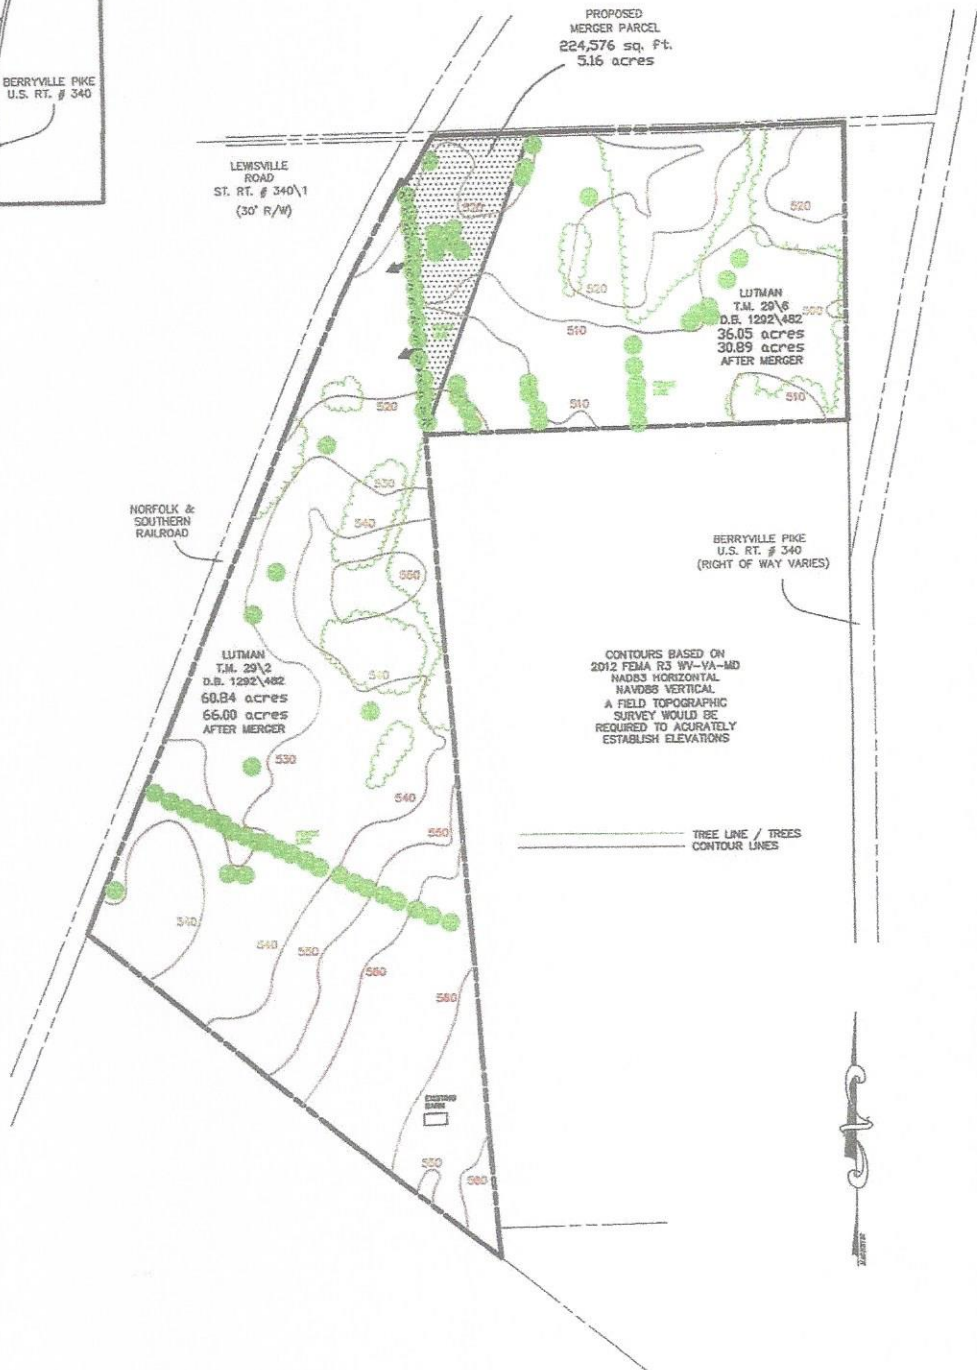 PROPOSED
MERGER PARCEL
224,576 sq. ft.
5.16 acres
BERRYVILLE PIKE
U.S. RT. # 340
LEWISVILLE
ROAD
ST. RT. # 340\1
(30' R/W)
520
520
520
LUTMAN
T.M. 29\6
D.B. 1292\482
36.05 acres
30.89 acres
AFTER MERGER
500
510
510
510
520
530
540
550
NORFOLK &
SOUTHERN
RAILROAD
BERRYVILLE PIKE
U.S. RT. # 340
(RIGHT OF WAY VARIES)
LUTMAN
T.M. 29\2
D.B. 1292\482
60.84 acres
66.00 acres
AFTER MERGER
540
CONTOURS BASED ON
2012 FEMA R3 WV-VA-MD
NAD83 HORIZONTAL
NAVD88 VERTICAL
A FIELD TOPOGRAPHIC
SURVEY WOULD BE
REQUIRED TO ACURATELY
ESTABLISH ELEVATIONS
530
540
550
TREE LINE / TREES
CONTOUR LINES
540
540
550
560
EXISTING
BARN
550